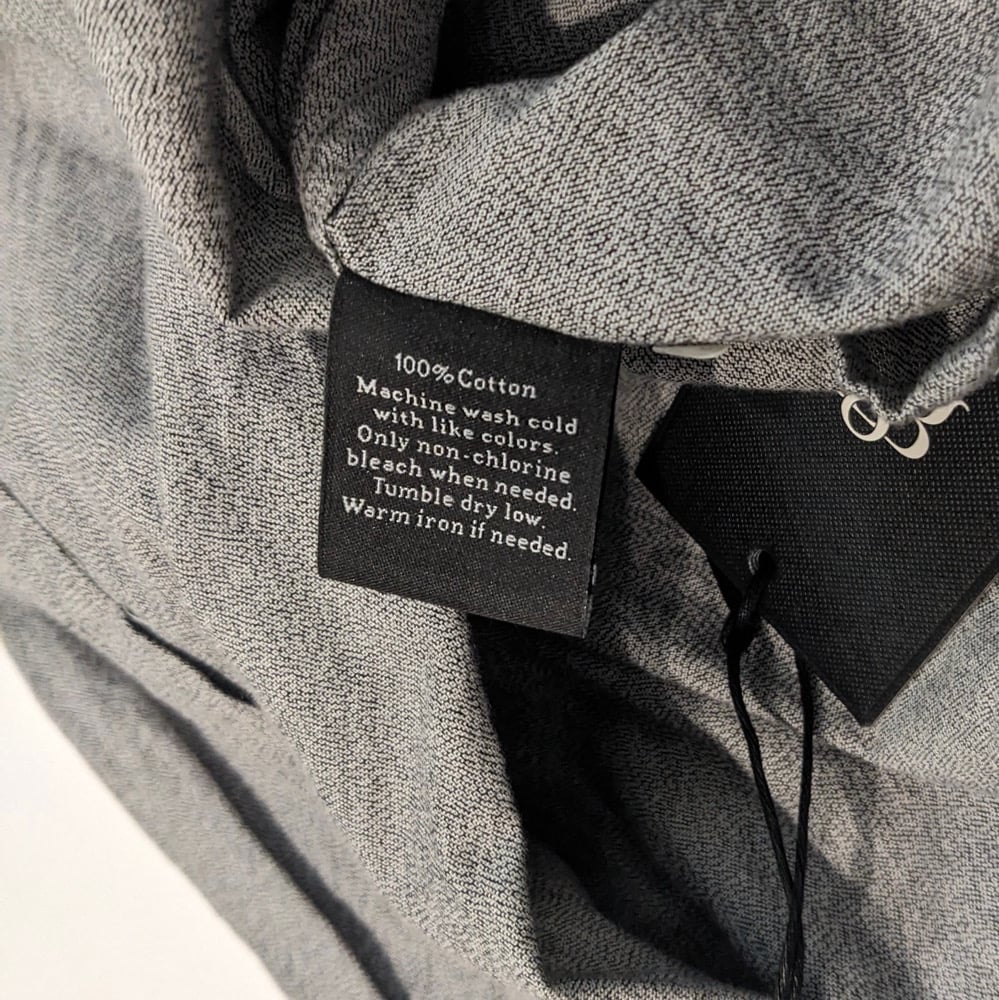 100%Cotton
Machine wash cold
with like colors.
Only non-chlorine
bleach when needed.
Tumble dry low.
Warm iron if needed.